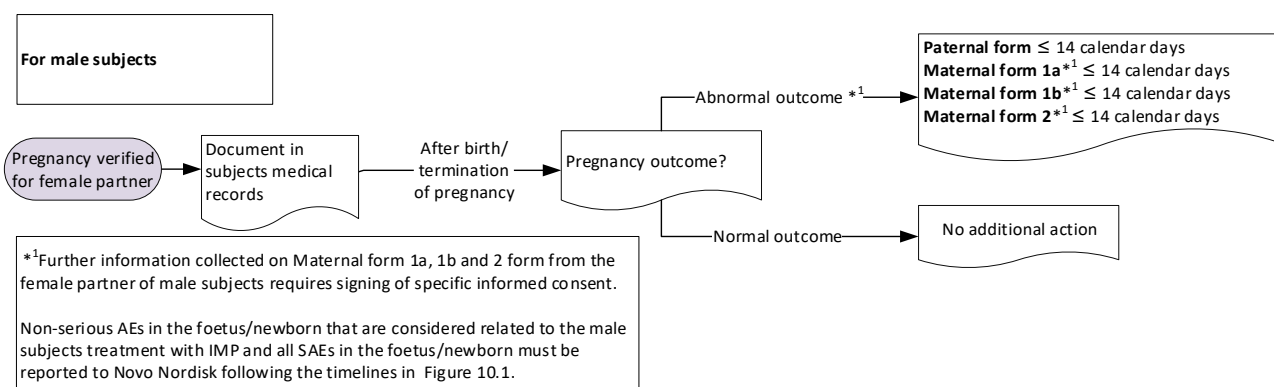 For male subjects
Pregnancy verified
for female partner
Document in
subjects medical
records
After birth/
termination
of pregnancy
Pregnancy outcome?
Abnormal outcome *¹
Paternal form ≤ 14 calendar days
Maternal form 1a*¹ ≤ 14 calendar days
Maternal form 1b*¹ ≤ 14 calendar days
Maternal form 2*¹ ≤ 14 calendar days
Normal outcome
No additional action
*¹Further information collected on Maternal form 1a, 1b and 2 form from the
female partner of male subjects requires signing of specific informed consent.
Non-serious AEs in the foetus/newborn that are considered related to the male
subjects treatment with IMP and all SAEs in the foetus/newborn must be
reported to Novo Nordisk following the timelines in Figure 10.1.